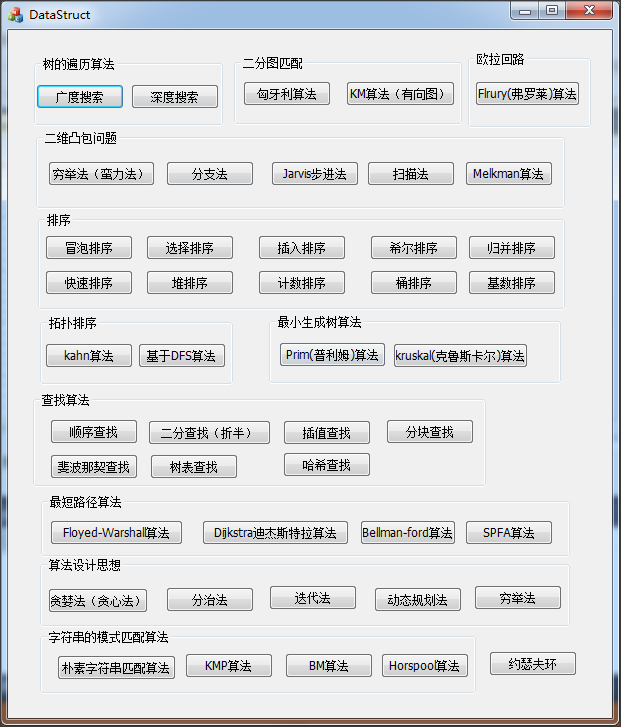 DataStruct
树的遍历算法
广度搜索 深度搜索
二分图匹配
匈牙利算法 KM算法（有向图）
欧拉回路
Flrury(弗罗莱)算法
二维凸包问题
穷举法（蛮力法） 分支法 Jarvis步进法 扫描法 Melkman算法
排序
冒泡排序 选择排序 插入排序 希尔排序 归并排序
快速排序 堆排序 计数排序 桶排序 基数排序
拓扑排序
kahn算法 基于DFS算法
最小生成树算法
Prim(普利姆)算法 kruskal(克鲁斯卡尔)算法
查找算法
顺序查找 二分查找（折半） 插值查找 分块查找
斐波那契查找 树表查找 哈希查找
最短路径算法
Floyed-Warshall算法 Dijkstra迪杰斯特拉算法 Bellman-ford算法 SPFA算法
算法设计思想
贪婪法（贪心法） 分治法 迭代法 动态规划法 穷举法
字符串的模式匹配算法
朴素字符串匹配算法 KMP算法 BM算法 Horspool算法
约瑟夫环